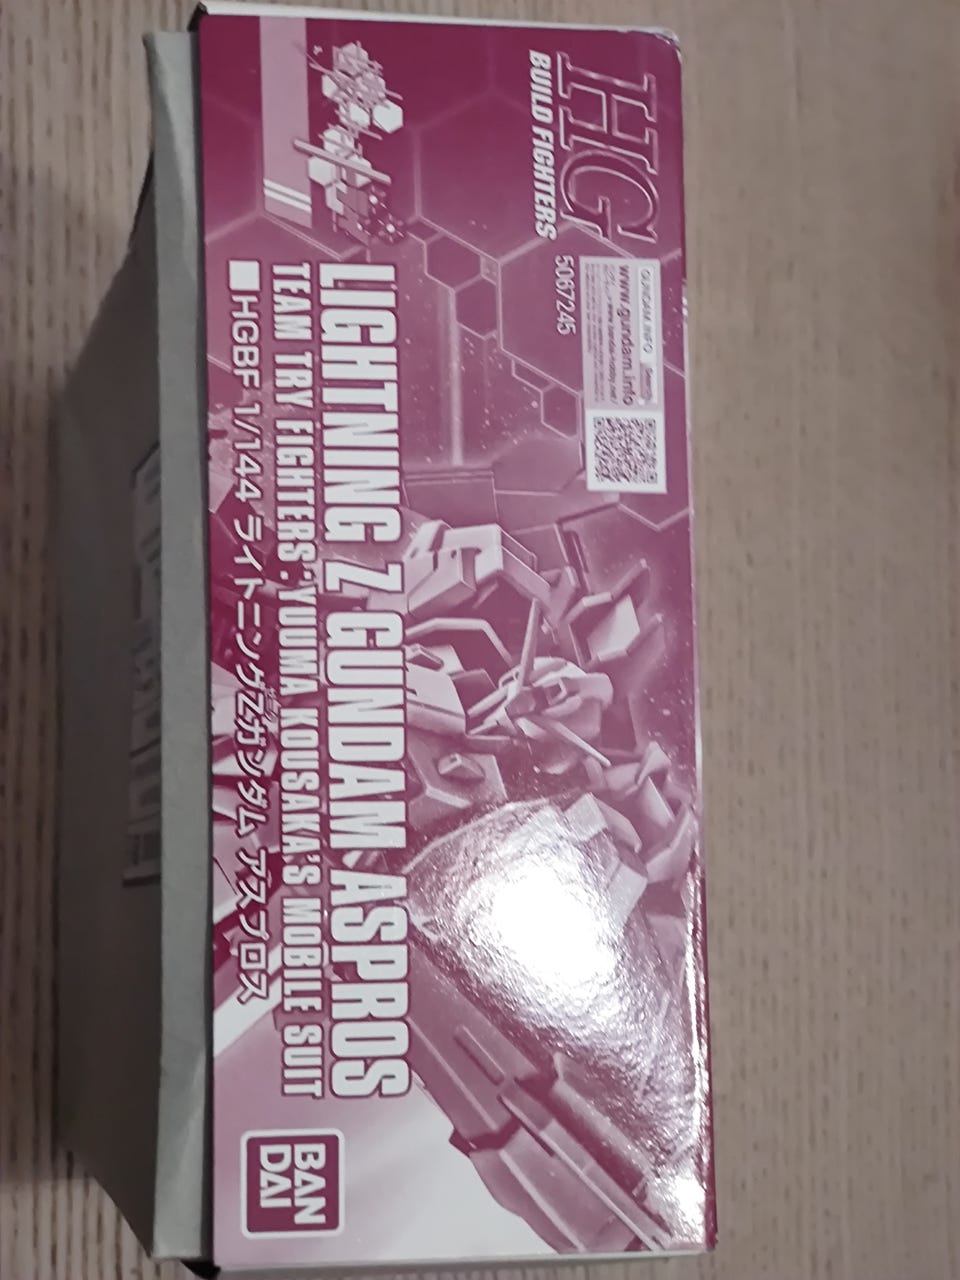 HG
BUILD FIGHTERS
5067245
GUNDAM.INFO
www.gundam.info
LIGHTNING Z GUNDAM ASPROS
TEAM TRY FIGHTERS・YUUMA KOUSAKA'S MOBILE SUIT
■HGBF 1/144 ライトニングZガンダム アスプロス
BAN
DAI